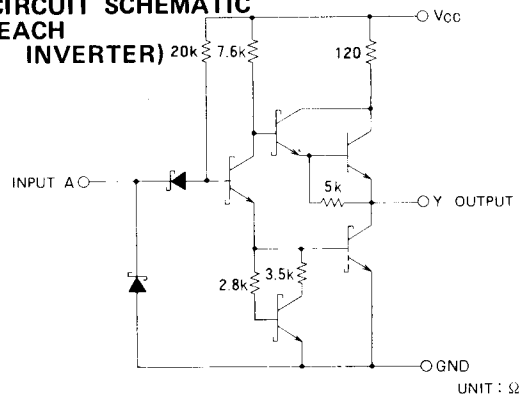 CIRCUIT SCHEMATIC
EACH
INVERTER)
Vcc
20k 7.6k 120
INPUT A
5k
Y OUTPUT
2.8k 3.5k
GND
UNIT : Ω